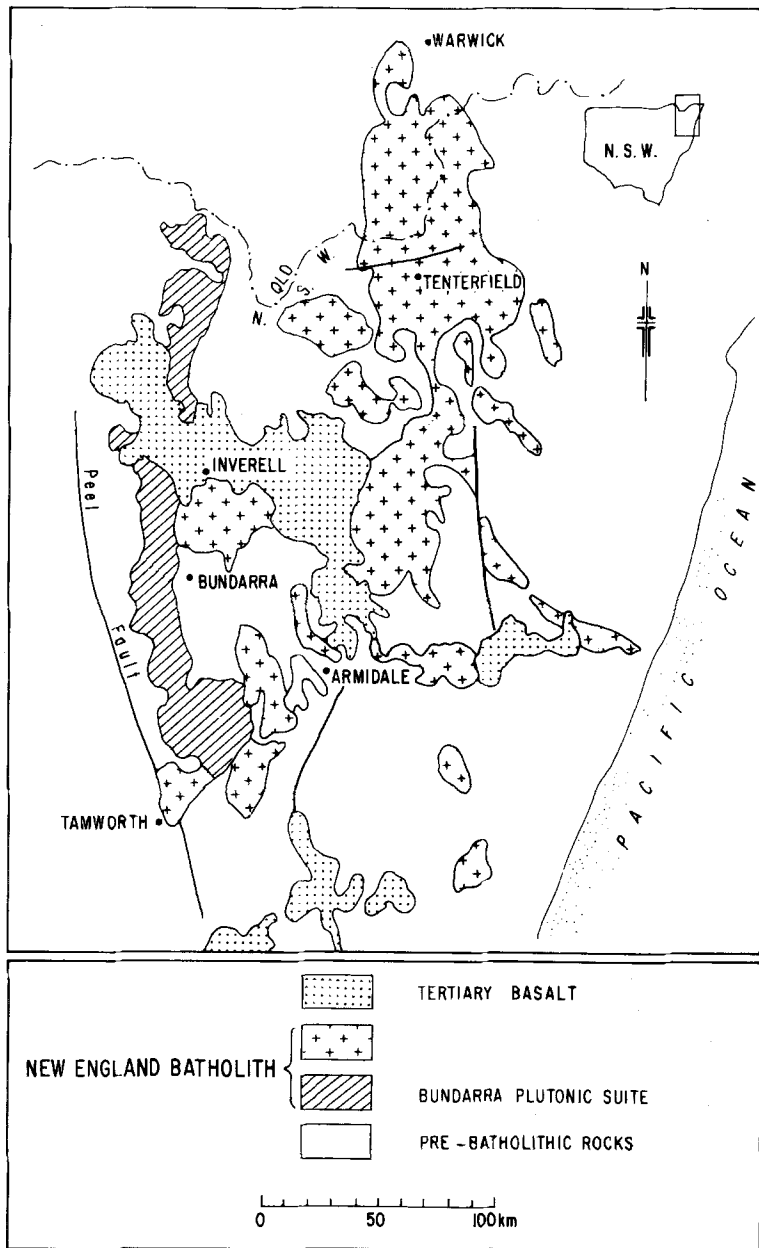 WARWICK
N.S.W.
QLD
N. S. W.
TENTERFIELD
N
INVERELL
Peel
Fault
BUNDARRA
ARMIDALE
TAMWORTH
PACIFIC OCEAN
TERTIARY BASALT
NEW ENGLAND BATHOLITH
BUNDARRA PLUTONIC SUITE
PRE-BATHOLITHIC ROCKS
0 50 100km